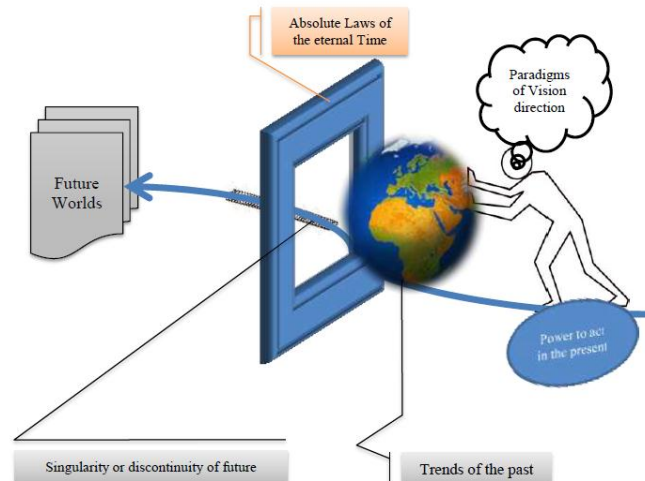 Absolute Laws of
the eternal Time
Paradigms
of Vision
direction
Future
Worlds
Power to act
in the present
Singularity or discontinuity of future
Trends of the past